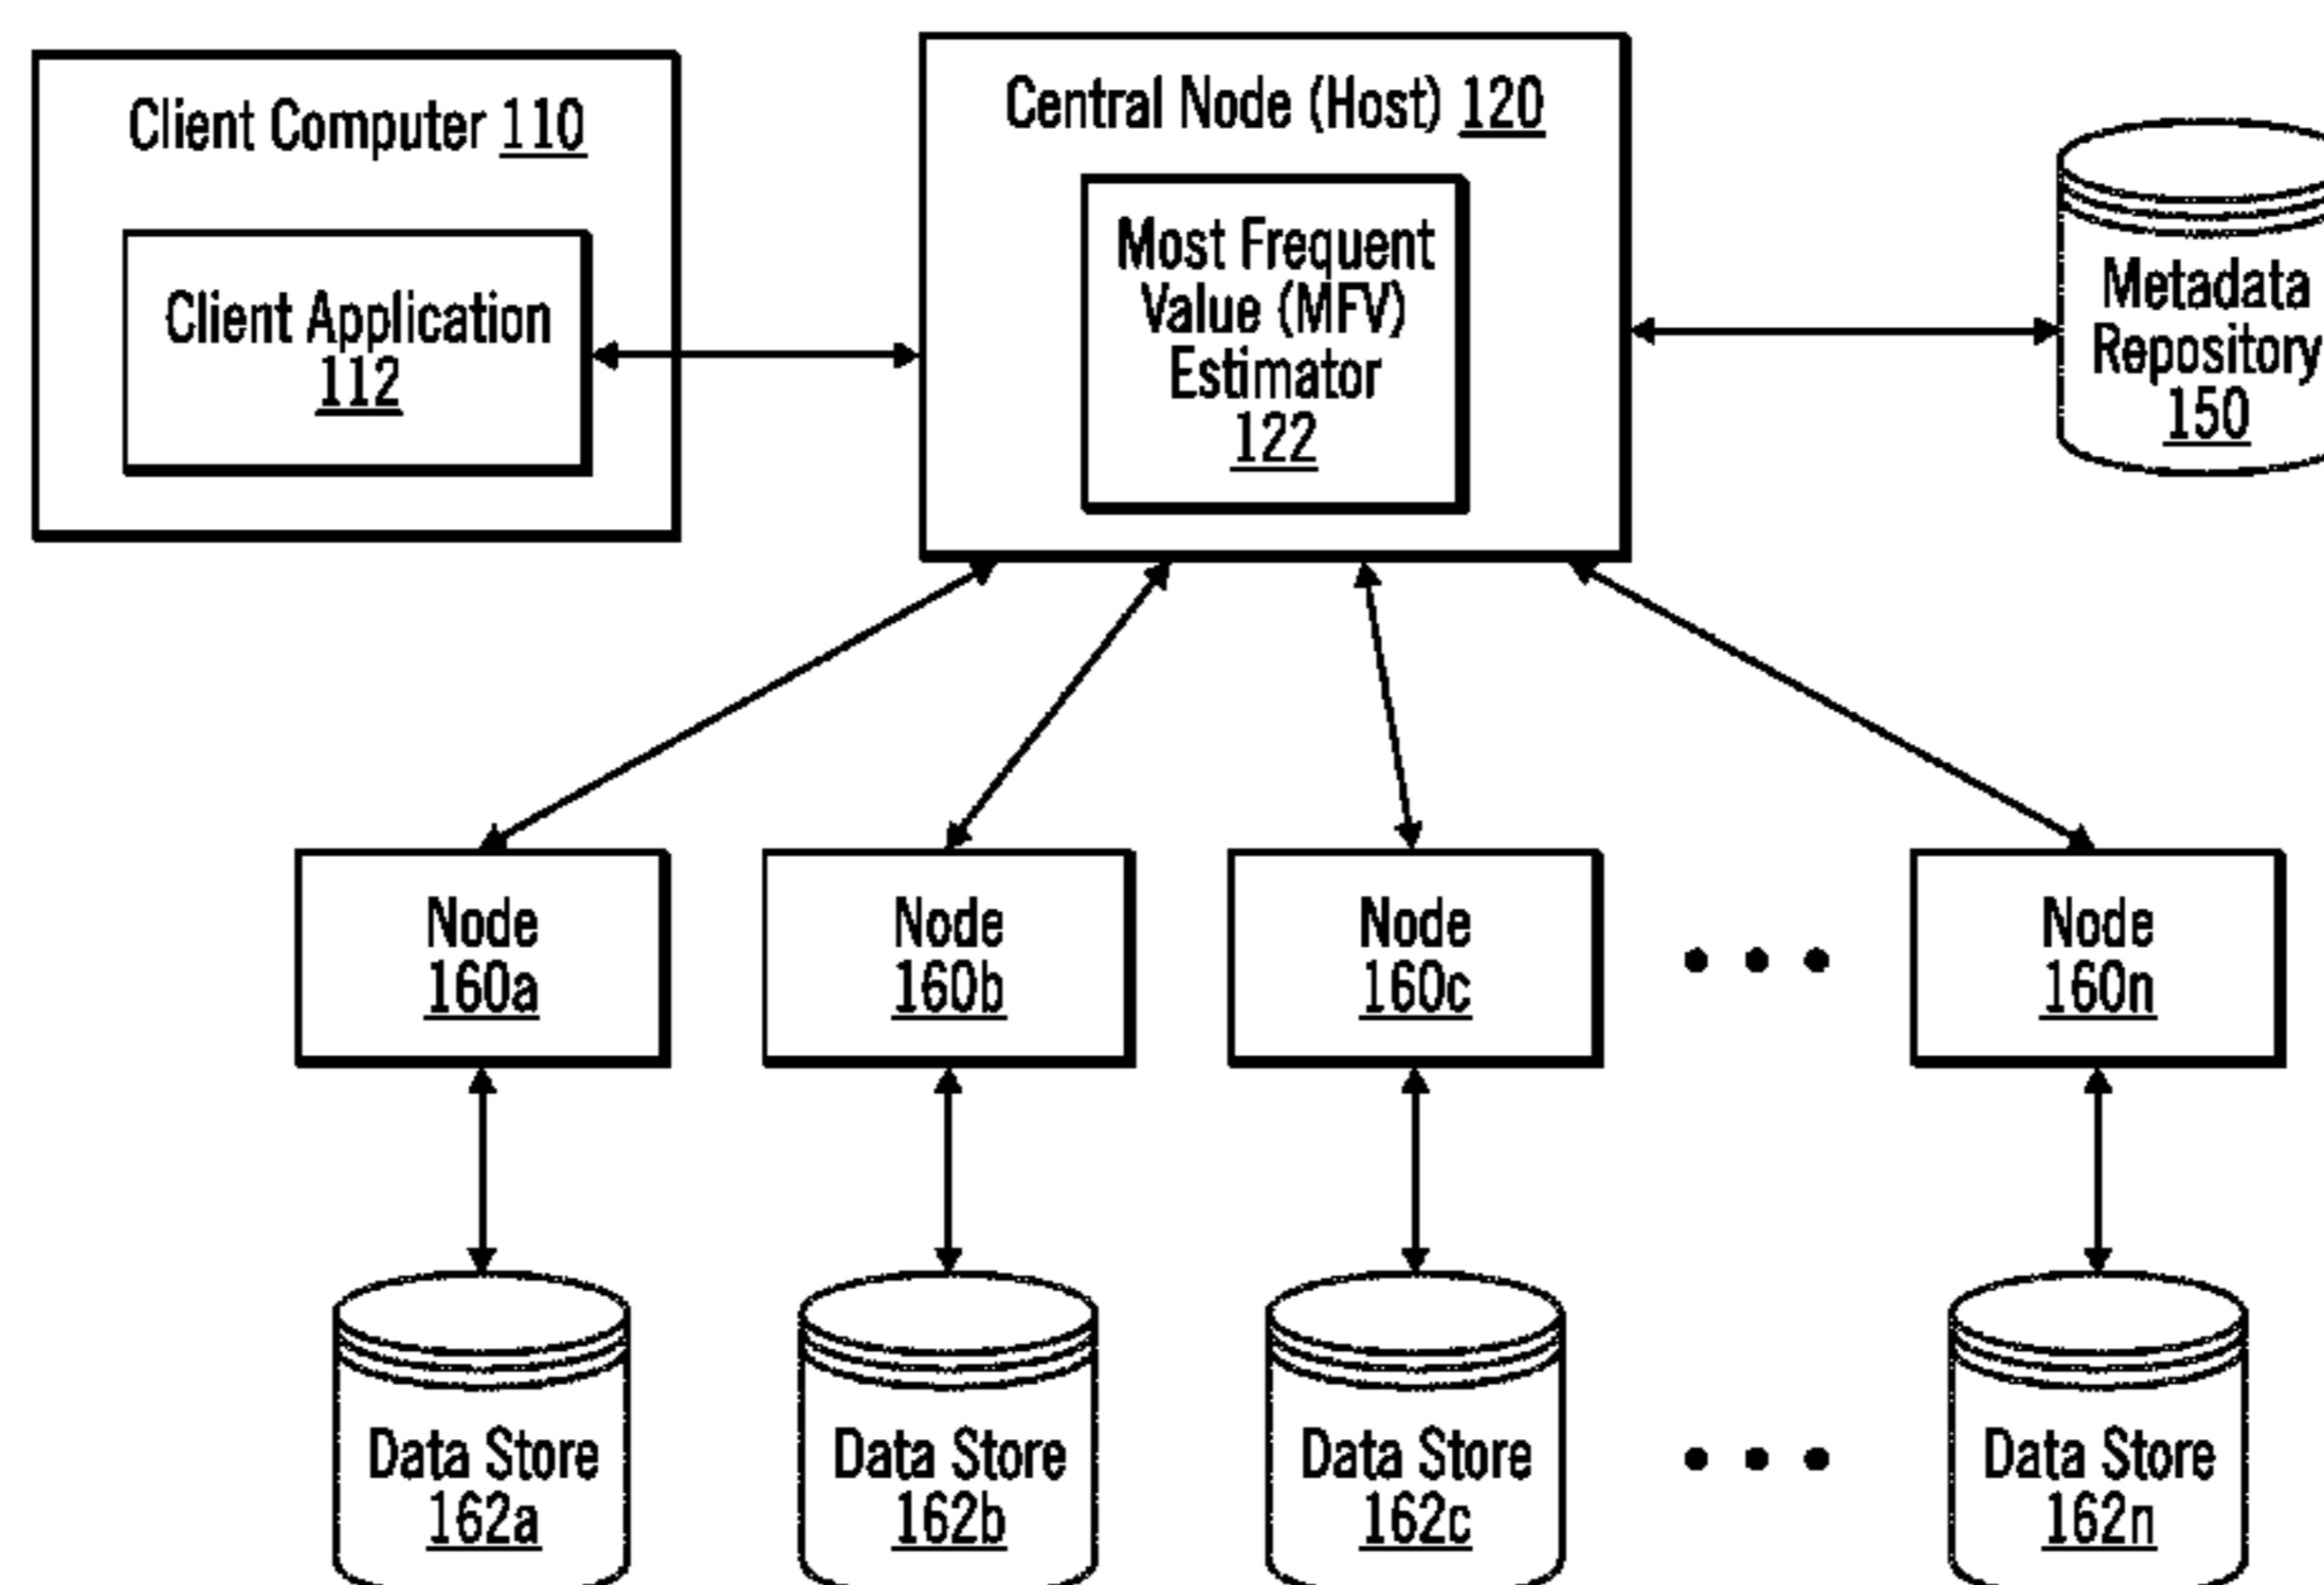 Client Computer 110
Client Application
112
Central Node (Host) 120
Most Frequent
Value (MFV)
Estimator
122
Metadata
Repository
150
Node
160a
Node
160b
Node
160c
Node
160n
Data Store
162a
Data Store
162b
Data Store
162c
Data Store
162n